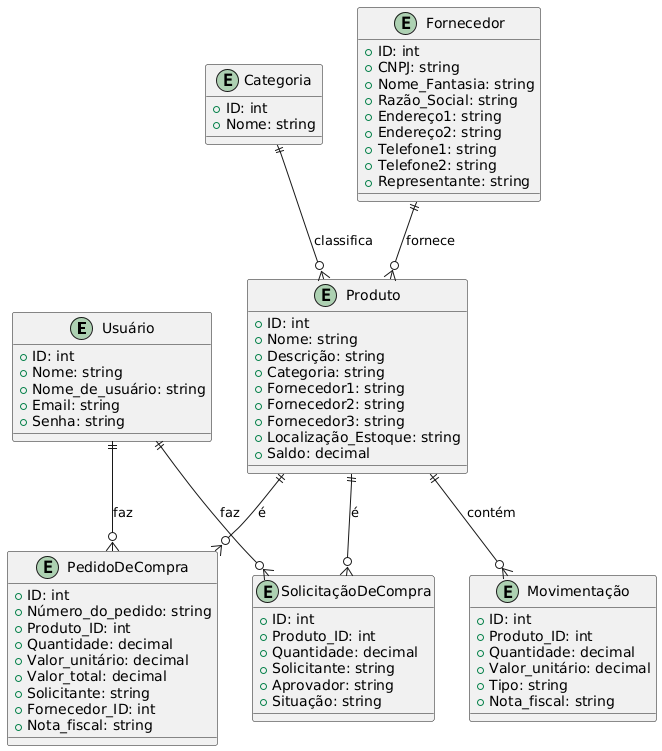 E Fornecedor
ID: int
CNPJ: string
Nome_Fantasia: string
Razão_Social: string
Endereço1: string
Endereço2: string
Telefone1: string
Telefone2: string
Representante: string
E Categoria
ID: int
Nome: string
classifica
fornece
E Produto
ID: int
Nome: string
Descrição: string
Categoria: string
Fornecedor1: string
Fornecedor2: string
Fornecedor3: string
Localização_Estoque: string
Saldo: decimal
E Usuário
ID: int
Nome: string
Nome_de_usuário: string
Email: string
Senha: string
faz
faz
é
é
contém
E PedidoDeCompra
ID: int
Número_do_pedido: string
Produto_ID: int
Quantidade: decimal
Valor_unitário: decimal
Valor_total: decimal
Solicitante: string
Fornecedor_ID: int
Nota_fiscal: string
E SolicitaçãoDeCompra
ID: int
Produto_ID: int
Quantidade: decimal
Solicitante: string
Aprovador: string
Situação: string
E Movimentação
ID: int
Produto_ID: int
Quantidade: decimal
Valor_unitário: decimal
Tipo: string
Nota_fiscal: string